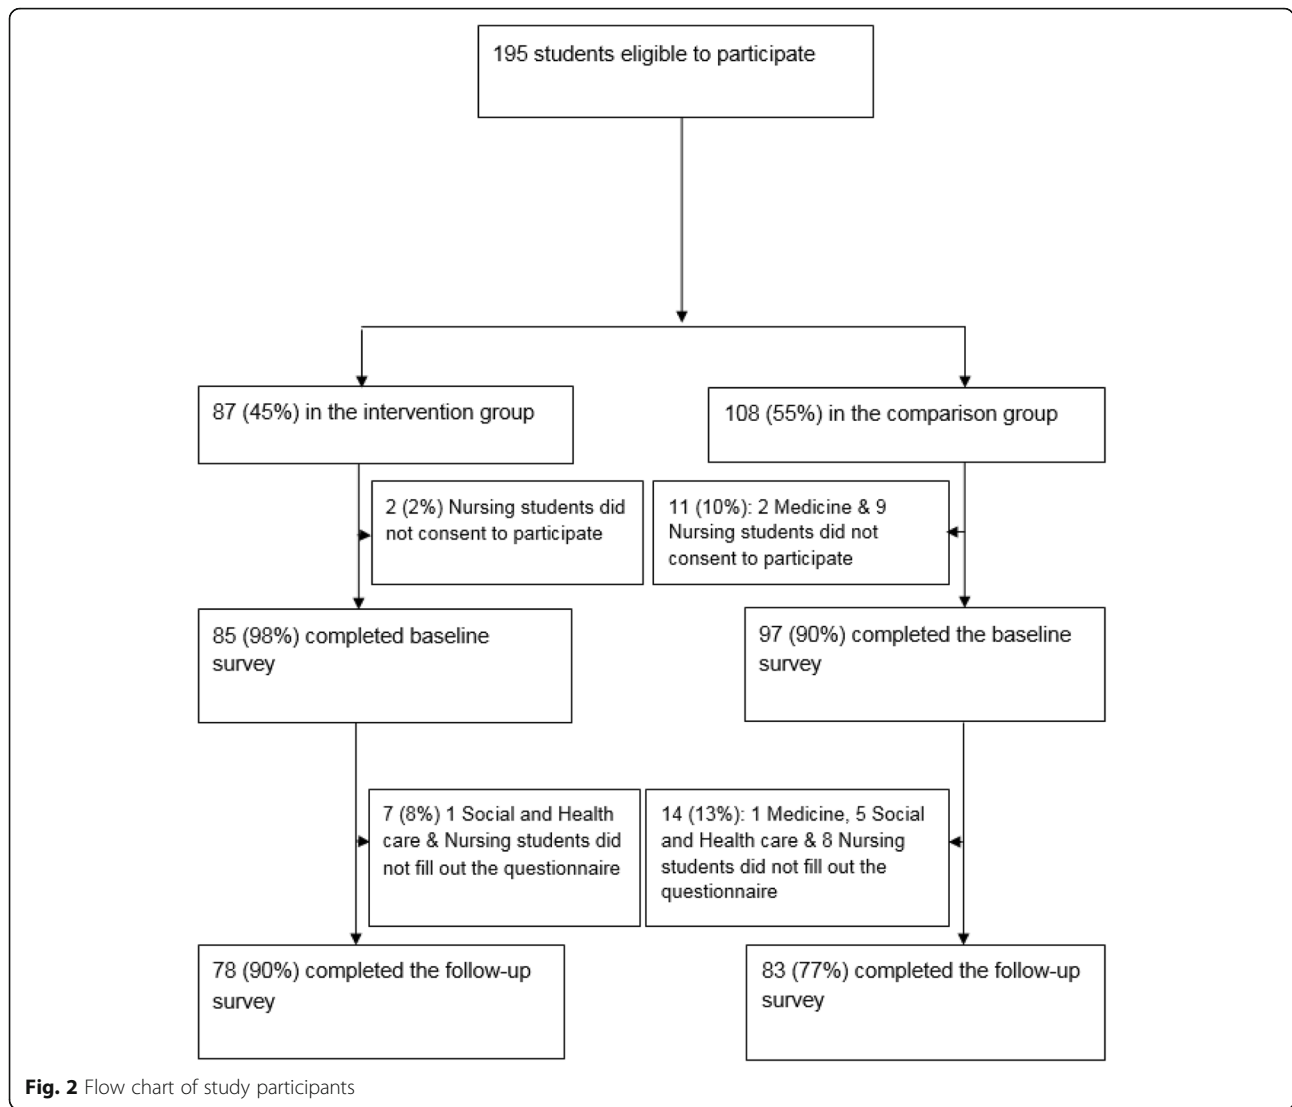 195 students eligible to participate
87 (45%) in the intervention group
108 (55%) in the comparison group
2 (2%) Nursing students did
not consent to participate
11 (10%): 2 Medicine & 9
Nursing students did not
consent to participate
85 (98%) completed baseline
survey
97 (90%) completed the baseline
survey
7 (8%) 1 Social and Health
care & Nursing students did
not fill out the questionnaire
14 (13%): 1 Medicine, 5 Social
and Health care & 8 Nursing
students did not fill out the
questionnaire
78 (90%) completed the follow-up
survey
83 (77%) completed the follow-up
survey
Fig. 2 Flow chart of study participants